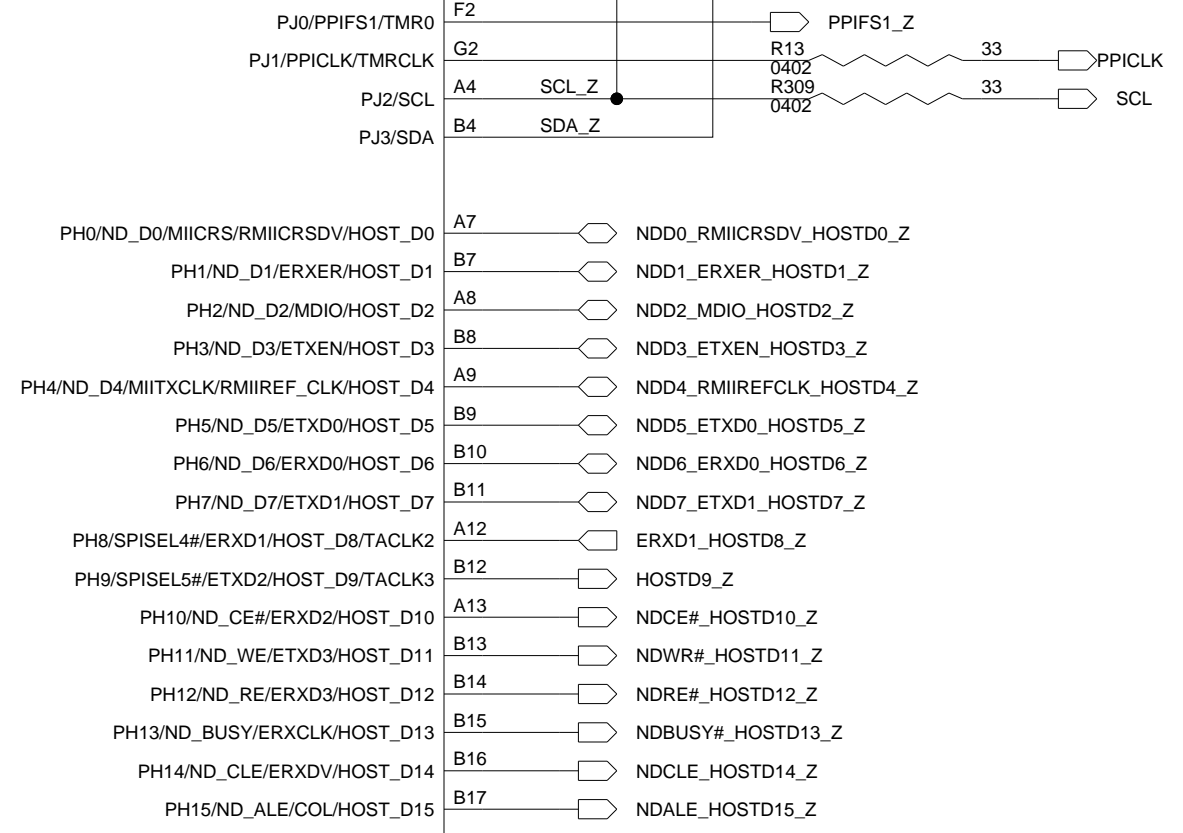 PJ0/PPIFS1/TMR0 F2 PPIFS1_Z
PJ1/PPICLK/TMRCLK G2 R13 0402 33 PPICLK
PJ2/SCL A4 SCL_Z R309 0402 33 SCL
PJ3/SDA B4 SDA_Z
PH0/ND_D0/MIICRS/RMIICRSDV/HOST_D0 A7 NDD0_RMIICRSDV_HOSTD0_Z
PH1/ND_D1/ERXER/HOST_D1 B7 NDD1_ERXER_HOSTD1_Z
PH2/ND_D2/MDIO/HOST_D2 A8 NDD2_MDIO_HOSTD2_Z
PH3/ND_D3/ETXEN/HOST_D3 B8 NDD3_ETXEN_HOSTD3_Z
PH4/ND_D4/MIITXCLK/RMIIREF_CLK/HOST_D4 A9 NDD4_RMIIREFCLK_HOSTD4_Z
PH5/ND_D5/ETXD0/HOST_D5 B9 NDD5_ETXD0_HOSTD5_Z
PH6/ND_D6/ERXD0/HOST_D6 B10 NDD6_ERXD0_HOSTD6_Z
PH7/ND_D7/ETXD1/HOST_D7 B11 NDD7_ETXD1_HOSTD7_Z
PH8/SPISEL4#/ERXD1/HOST_D8/TACLK2 A12 ERXD1_HOSTD8_Z
PH9/SPISEL5#/ETXD2/HOST_D9/TACLK3 B12 HOSTD9_Z
PH10/ND_CE#/ERXD2/HOST_D10 A13 NDCE#_HOSTD10_Z
PH11/ND_WE/ETXD3/HOST_D11 B13 NDWR#_HOSTD11_Z
PH12/ND_RE/ERXD3/HOST_D12 B14 NDRE#_HOSTD12_Z
PH13/ND_BUSY/ERXCLK/HOST_D13 B15 NDBUSY#_HOSTD13_Z
PH14/ND_CLE/ERXDV/HOST_D14 B16 NDCLE_HOSTD14_Z
PH15/ND_ALE/COL/HOST_D15 B17 NDALE_HOSTD15_Z